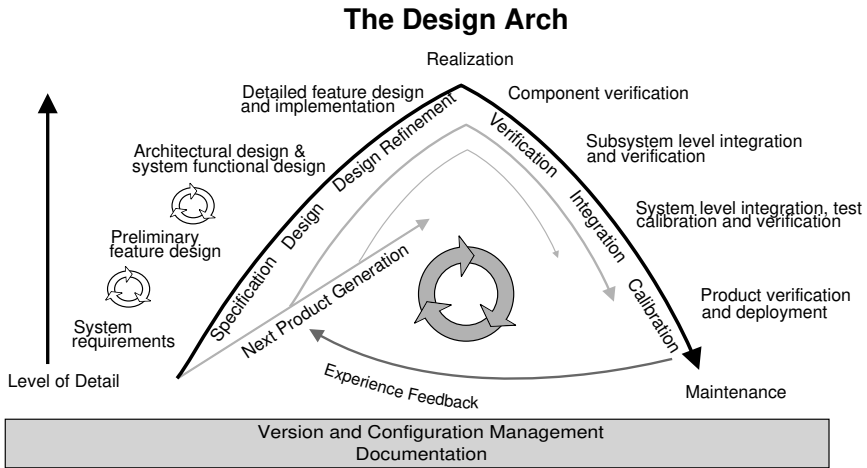 The Design Arch
Realization
Detailed feature design
and implementation
Component verification
Architectural design &
system functional design
Subsystem level integration
and verification
Preliminary
feature design
System level integration, test
calibration and verification
System
requirements
Product verification
and deployment
Specification Design Design Refinement
Verification Integration Calibration
Next Product Generation
Experience Feedback
Level of Detail
Maintenance
Version and Configuration Management
Documentation